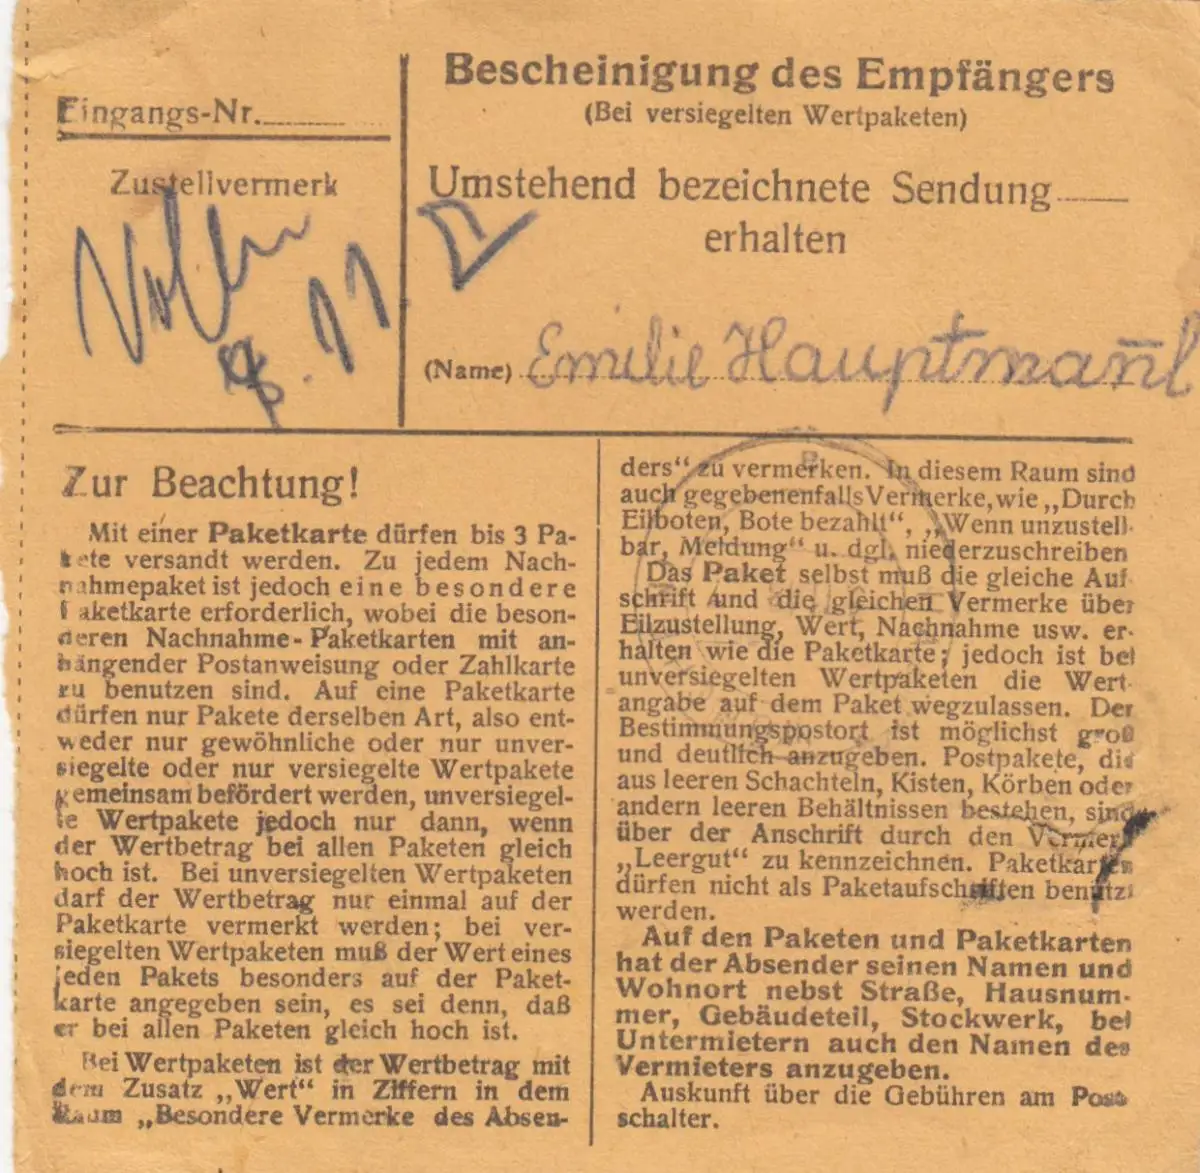 Eingangs-Nr.
Zustellvermerk
8. 11.
Bescheinigung des Empfängers
(Bei versiegelten Wertpaketen)
Umstehend bezeichnete Sendung
erhalten
(Name) Emilie Hauptmañl
Zur Beachtung!
Mit einer Paketkarte dürfen bis 3 Pa-
kete versandt werden. Zu jedem Nach-
nahmepaket ist jedoch eine besondere
Paketkarte erforderlich, wobei die beson-
deren Nachnahme-Paketkarten mit an-
hängender Postanweisung oder Zahlkarte
zu benutzen sind. Auf eine Paketkarte
dürfen nur Pakete derselben Art, also ent-
weder nur gewöhnliche oder nur unver-
siegelte oder nur versiegelte Wertpakete
gemeinsam befördert werden, unversiegel-
te Wertpakete jedoch nur dann, wenn
der Wertbetrag bei allen Paketen gleich
hoch ist. Bei unversiegelten Wertpaketen
darf der Wertbetrag nur einmal auf der
Paketkarte vermerkt werden; bei ver-
siegelten Wertpaketen muß der Wert eines
jeden Pakets besonders auf der Paket-
karte angegeben sein, es sei denn, daß
er bei allen Paketen gleich hoch ist.
Bei Wertpaketen ist der Wertbetrag mit
dem Zusatz „Wert“ in Ziffern in dem
Raum „Besondere Vermerke des Absen-
ders“ zu vermerken. In diesem Raum sind
auch gegebenenfalls Vermerke, wie „Durch
Eilboten, Bote bezahlt“, „Wenn unzustell-
bar, Meldung“ u. dgl. niederzuschreiben
Das Paket selbst muß die gleiche Auf-
schrift und die gleichen Vermerke über
Eilzustellung, Wert, Nachnahme usw. er-
halten wie die Paketkarte; jedoch ist bei
unversiegelten Wertpaketen die Wert-
angabe auf dem Paket wegzulassen. Der
Bestimmungspostort ist möglichst groß
und deutlich anzugeben. Postpakete, die
aus leeren Schachteln, Kisten, Körben oder
andern leeren Behältnissen bestehen, sind
über der Anschrift durch den Vermerk
„Leergut“ zu kennzeichnen. Paketkarten
dürfen nicht als Paketaufschriften benutzt
werden.
Auf den Paketen und Paketkarten
hat der Absender seinen Namen und
Wohnort nebst Straße, Hausnum-
mer, Gebäudeteil, Stockwerk, bei
Untermietern auch den Namen des
Vermieters anzugeben.
Auskunft über die Gebühren am Post-
schalter.